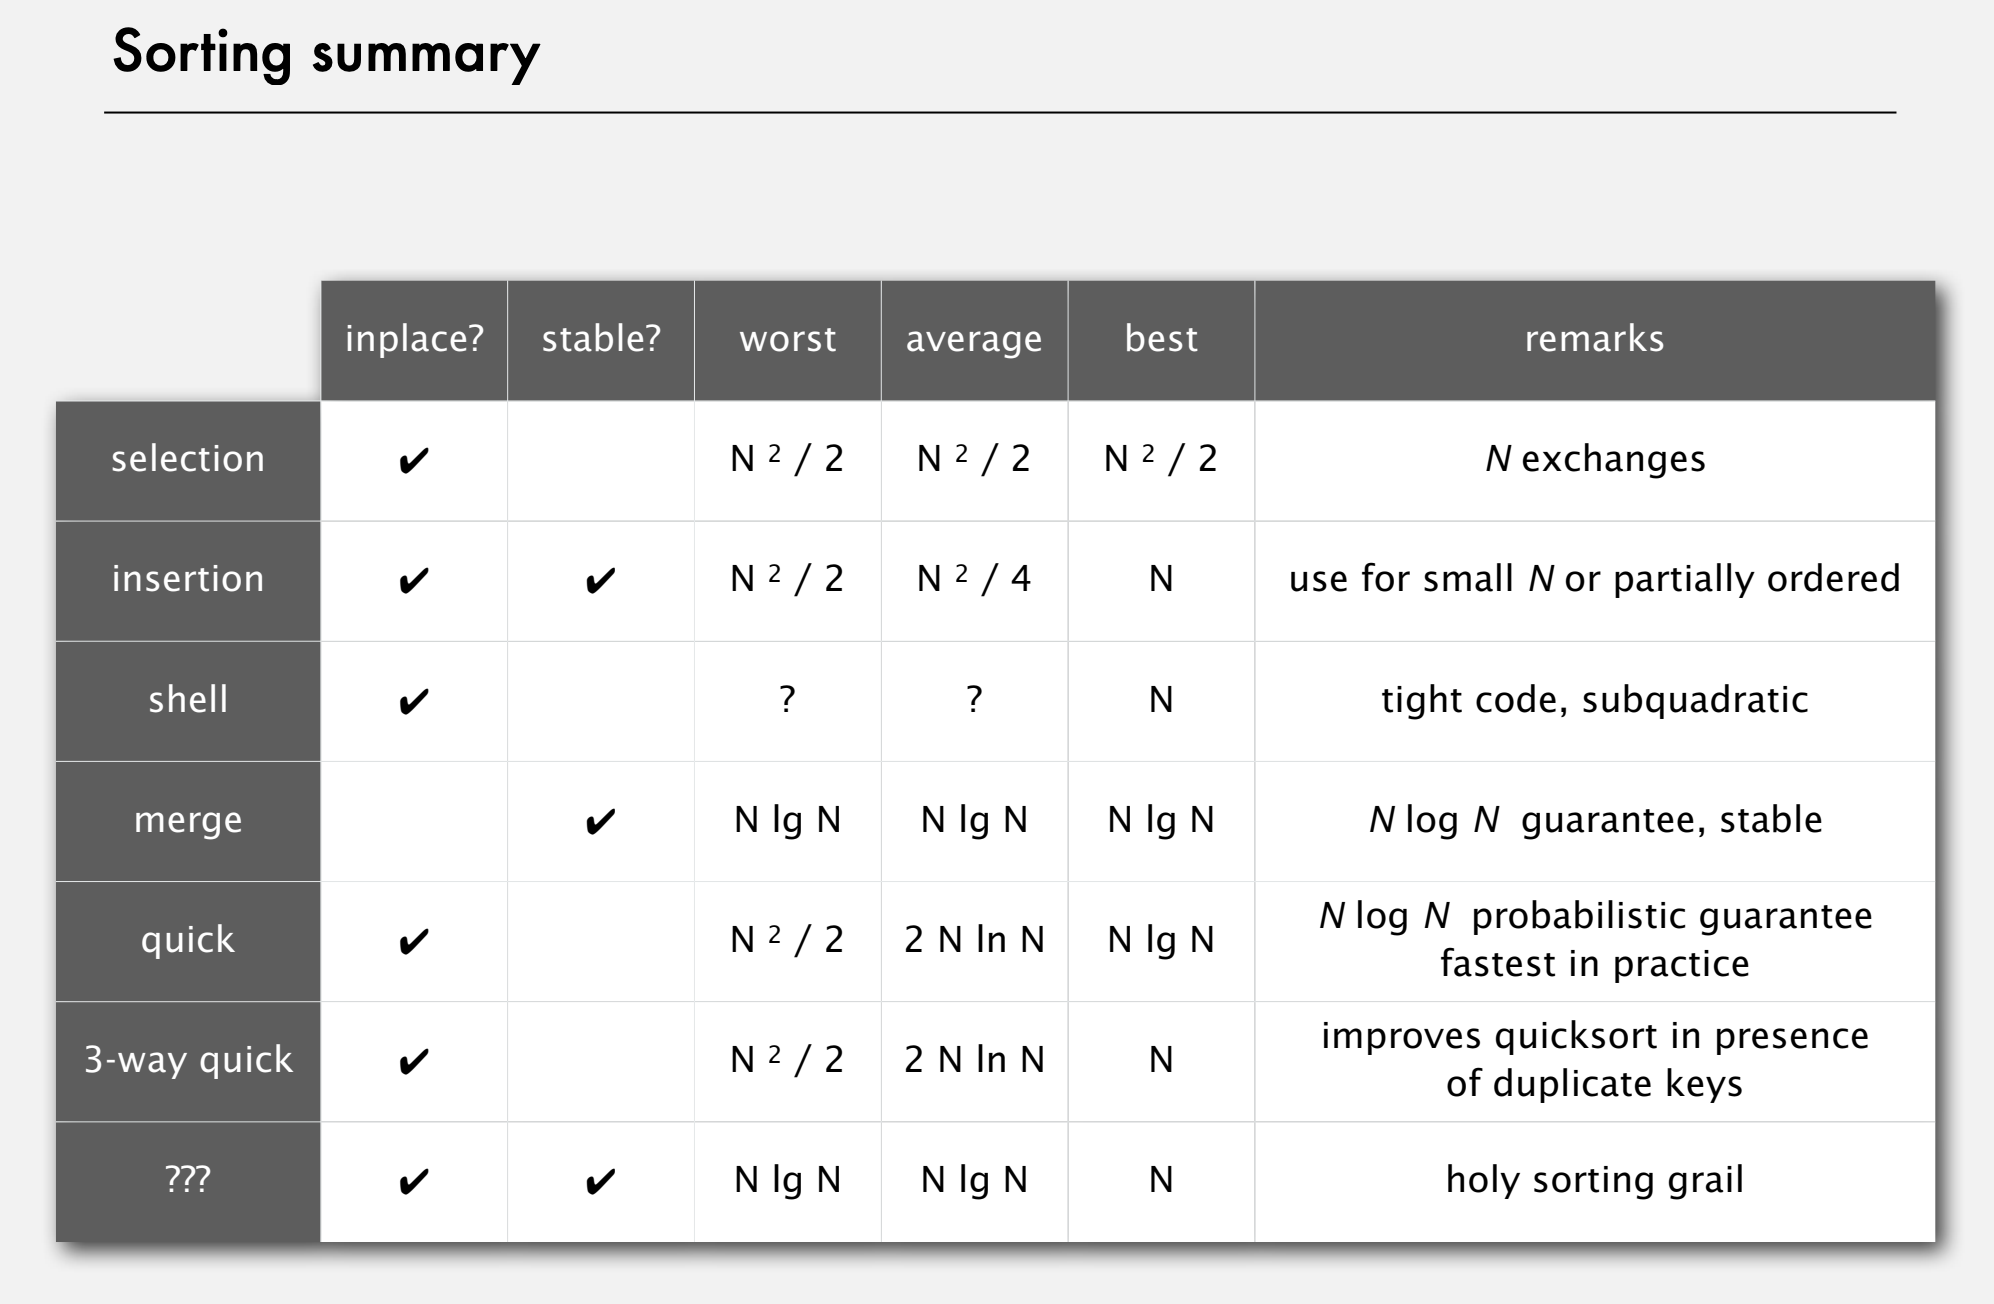 Sorting summary
inplace? stable? worst average best remarks
selection ✔ N ² / 2 N ² / 2 N ² / 2 N exchanges
insertion ✔ ✔ N ² / 2 N ² / 4 N use for small N or partially ordered
shell ✔ ? ? N tight code, subquadratic
merge ✔ N lg N N lg N N lg N N log N guarantee, stable
quick ✔ N ² / 2 2 N ln N N lg N N log N probabilistic guarantee
fastest in practice
3-way quick ✔ N ² / 2 2 N ln N N improves quicksort in presence
of duplicate keys
??? ✔ ✔ N lg N N lg N N holy sorting grail